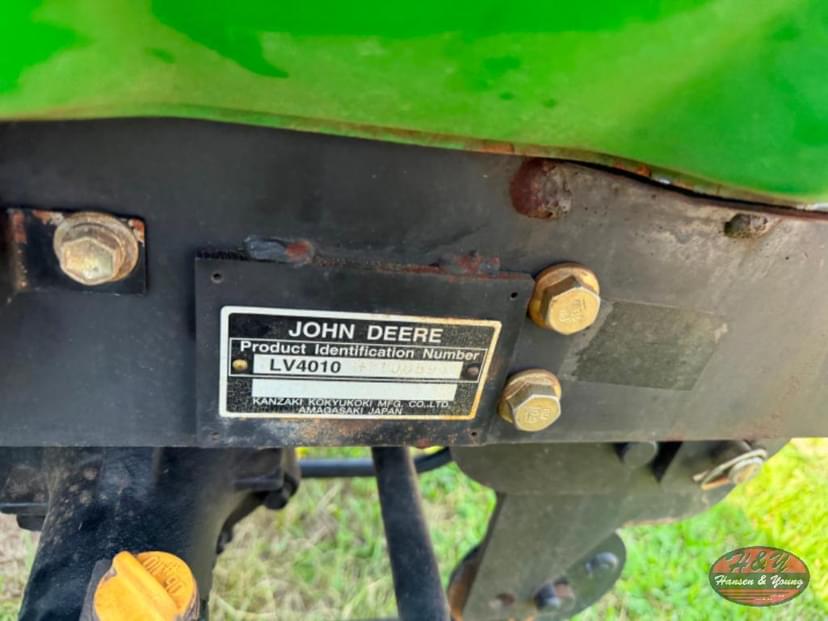 JOHN DEERE
Product Identification Number
LV4010
KANZAKI KOKYUKOKI MFG. CO., LTD.
AMAGASAKI JAPAN
H&Y
Hansen & Young